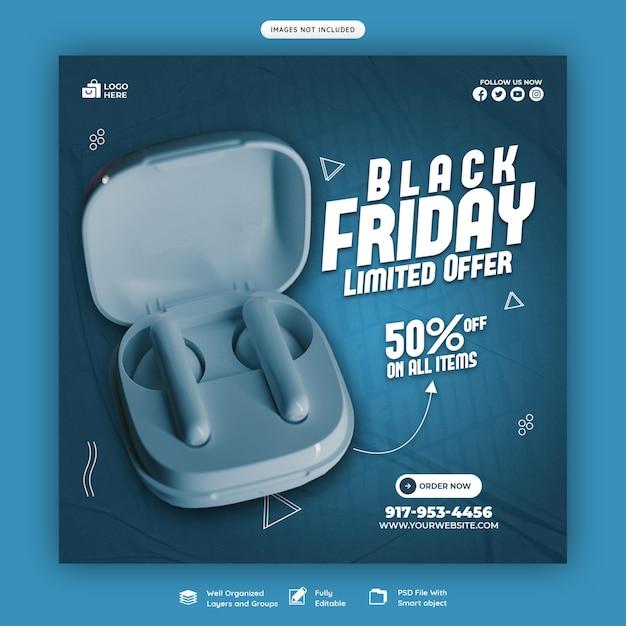 IMAGES NOT INCLUDED
LOGO
HERE
FOLLOW US NOW
BLACK
FRIDAY
LIMITED OFFER
50% OFF
ON ALL ITEMS
ORDER NOW
917-953-4456
WWW.YOURWEBSITE.COM
Well Organized
Layers and Groups
Fully
Editable
PSD File With
Smart object